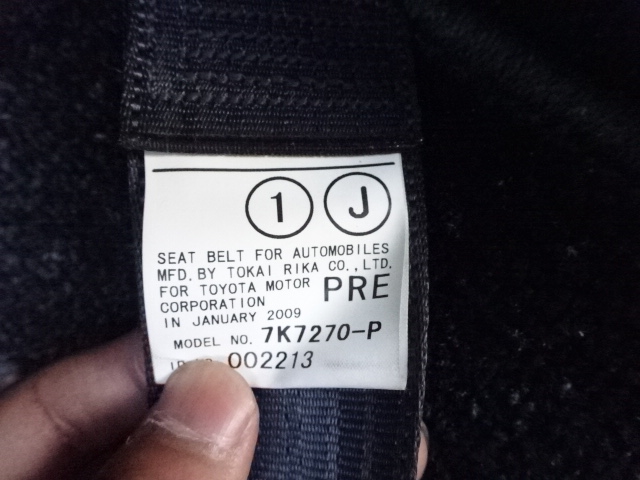 1 J
SEAT BELT FOR AUTOMOBILES
MFD. BY TOKAI RIKA CO., LTD.
FOR TOYOTA MOTOR
CORPORATION PRE
IN JANUARY 2009
MODEL NO. 7K7270-P
002213